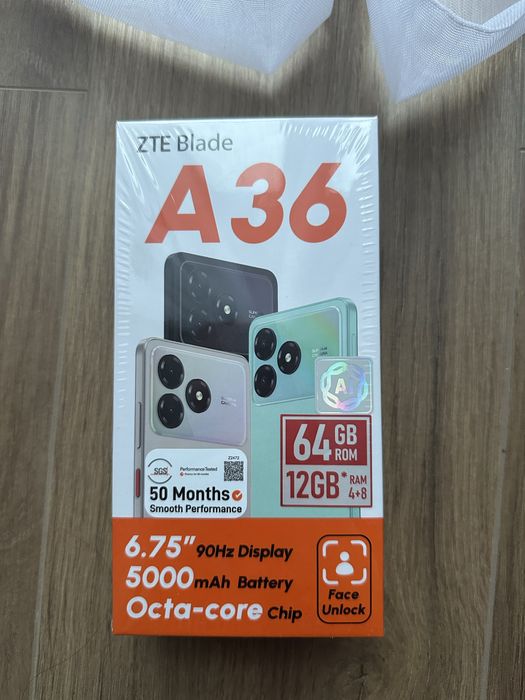 ZTE Blade
A36
64 GB ROM
12GB* RAM 4+8
SGS
Performance Tested
Z2473
50 Months
Smooth Performance
6.75" 90Hz Display
5000mAh Battery
Octa-core Chip
Face
Unlock